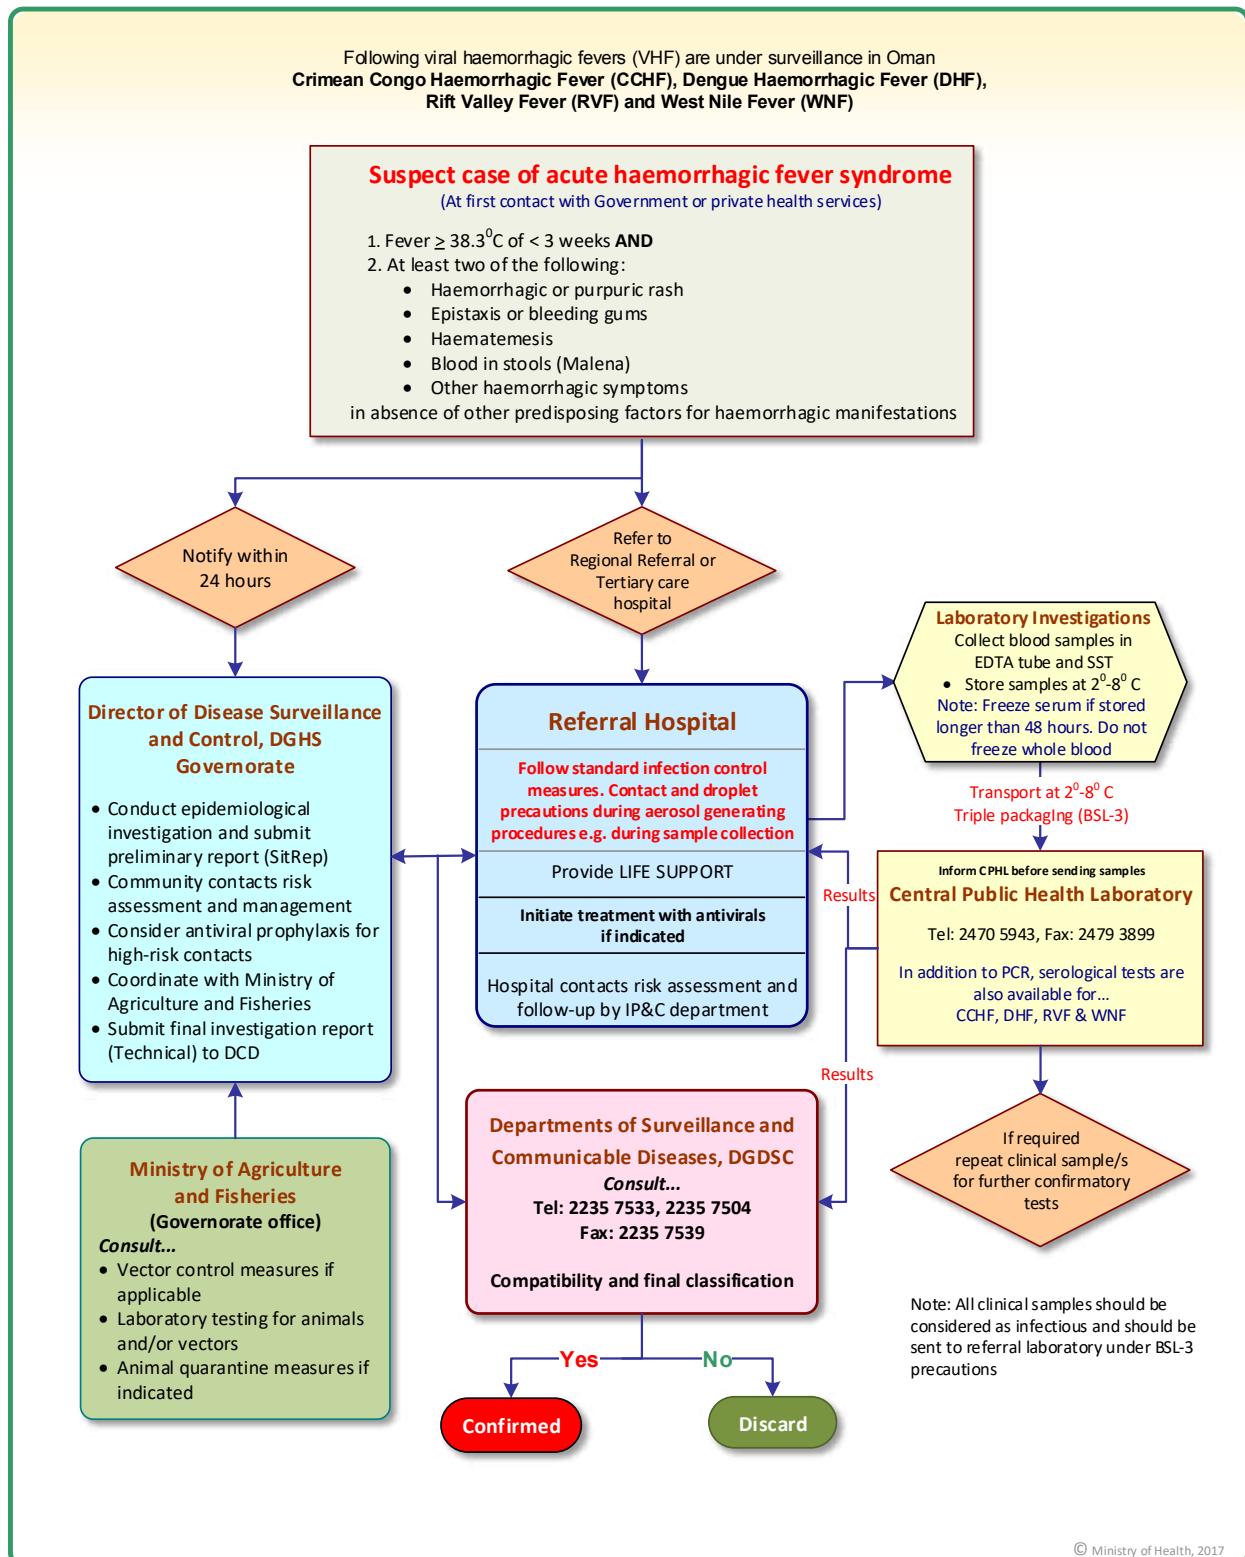 Following viral haemorrhagic fevers (VHF) are under surveillance in Oman
Crimean Congo Haemorrhagic Fever (CCHF), Dengue Haemorrhagic Fever (DHF),
Rift Valley Fever (RVF) and West Nile Fever (WNF)
Suspect case of acute haemorrhagic fever syndrome
(At first contact with Government or private health services)
1. Fever ≥ 38.3⁰C of < 3 weeks AND
2. At least two of the following:
• Haemorrhagic or purpuric rash
• Epistaxis or bleeding gums
• Haematemesis
• Blood in stools (Malena)
• Other haemorrhagic symptoms
in absence of other predisposing factors for haemorrhagic manifestations
Notify within
24 hours
Refer to
Regional Referral or
Tertiary care
hospital
Laboratory Investigations
Collect blood samples in
EDTA tube and SST
• Store samples at 2⁰-8⁰ C
Note: Freeze serum if stored
longer than 48 hours. Do not
freeze whole blood
Transport at 2⁰-8⁰ C
Triple packagIng (BSL-3)
Director of Disease Surveillance
and Control, DGHS
Governorate
• Conduct epidemiological
investigation and submit
preliminary report (SitRep)
• Community contacts risk
assessment and management
• Consider antiviral prophylaxis for
high-risk contacts
• Coordinate with Ministry of
Agriculture and Fisheries
• Submit final investigation report
(Technical) to DCD
Referral Hospital
Follow standard infection control
measures. Contact and droplet
precautions during aerosol generating
procedures e.g. during sample collection
Provide LIFE SUPPORT
Initiate treatment with antivirals
if indicated
Hospital contacts risk assessment and
follow-up by IP&C department
Results
Inform CPHL before sending samples
Central Public Health Laboratory
Tel: 2470 5943, Fax: 2479 3899
In addition to PCR, serological tests are
also available for...
CCHF, DHF, RVF & WNF
Results
Ministry of Agriculture
and Fisheries
(Governorate office)
Consult...
• Vector control measures if
applicable
• Laboratory testing for animals
and/or vectors
• Animal quarantine measures if
indicated
Departments of Surveillance and
Communicable Diseases, DGDSC
Consult...
Tel: 2235 7533, 2235 7504
Fax: 2235 7539
Compatibility and final classification
If required
repeat clinical sample/s
for further confirmatory
tests
Note: All clinical samples should be
considered as infectious and should be
sent to referral laboratory under BSL-3
precautions
Yes
No
Confirmed
Discard
© Ministry of Health, 2017